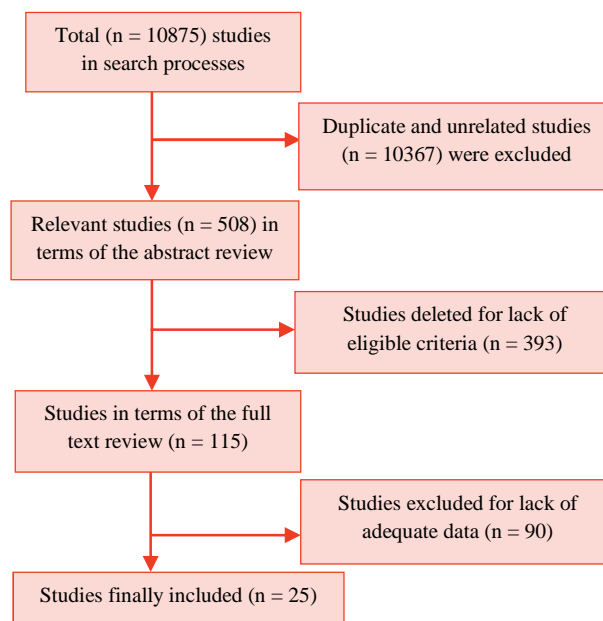 Total (n = 10875) studies
in search processes
Duplicate and unrelated studies
(n = 10367) were excluded
Relevant studies (n = 508) in
terms of the abstract review
Studies deleted for lack of
eligible criteria (n = 393)
Studies in terms of the full
text review (n = 115)
Studies excluded for lack of
adequate data (n = 90)
Studies finally included (n = 25)